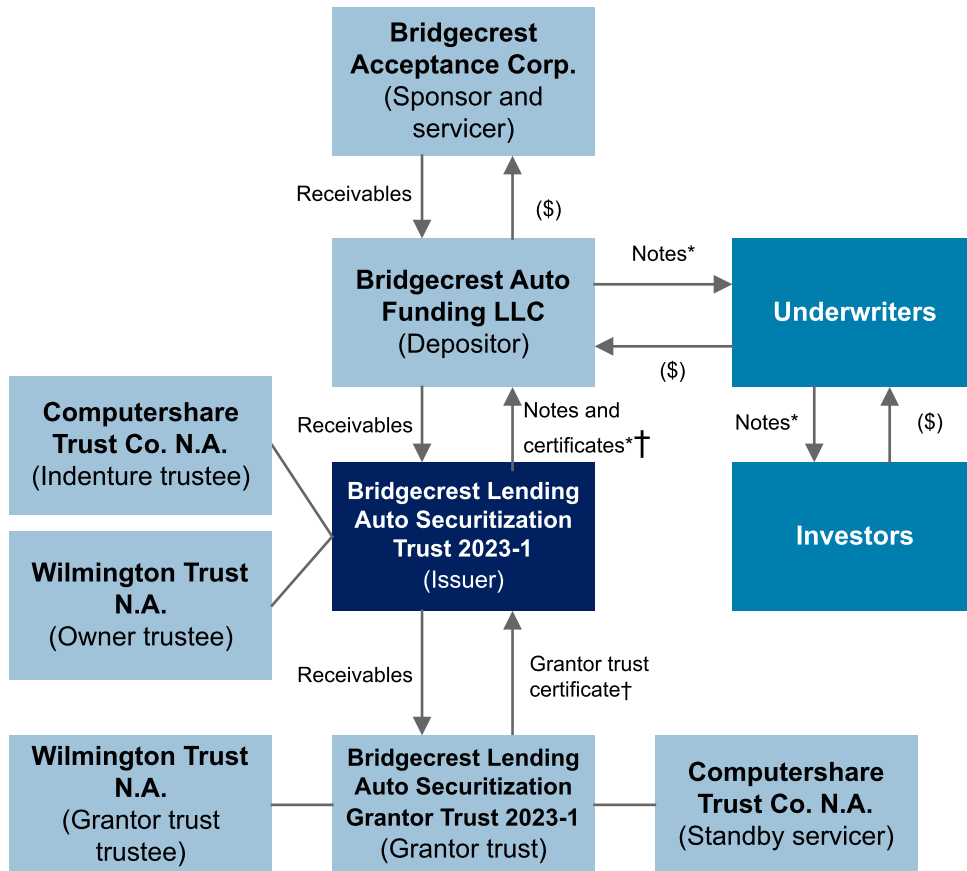 Bridgecrest
Acceptance Corp.
(Sponsor and
servicer)
Receivables
($)
Bridgecrest Auto
Funding LLC
(Depositor)
Notes*
($)
Underwriters
Notes*
($)
Investors
Receivables
Notes and
certificates*†
Computershare
Trust Co. N.A.
(Indenture trustee)
Wilmington Trust
N.A.
(Owner trustee)
Bridgecrest Lending
Auto Securitization
Trust 2023-1
(Issuer)
Receivables
Grantor trust
certificate†
Wilmington Trust
N.A.
(Grantor trust
trustee)
Bridgecrest Lending
Auto Securitization
Grantor Trust 2023-1
(Grantor trust)
Computershare
Trust Co. N.A.
(Standby servicer)